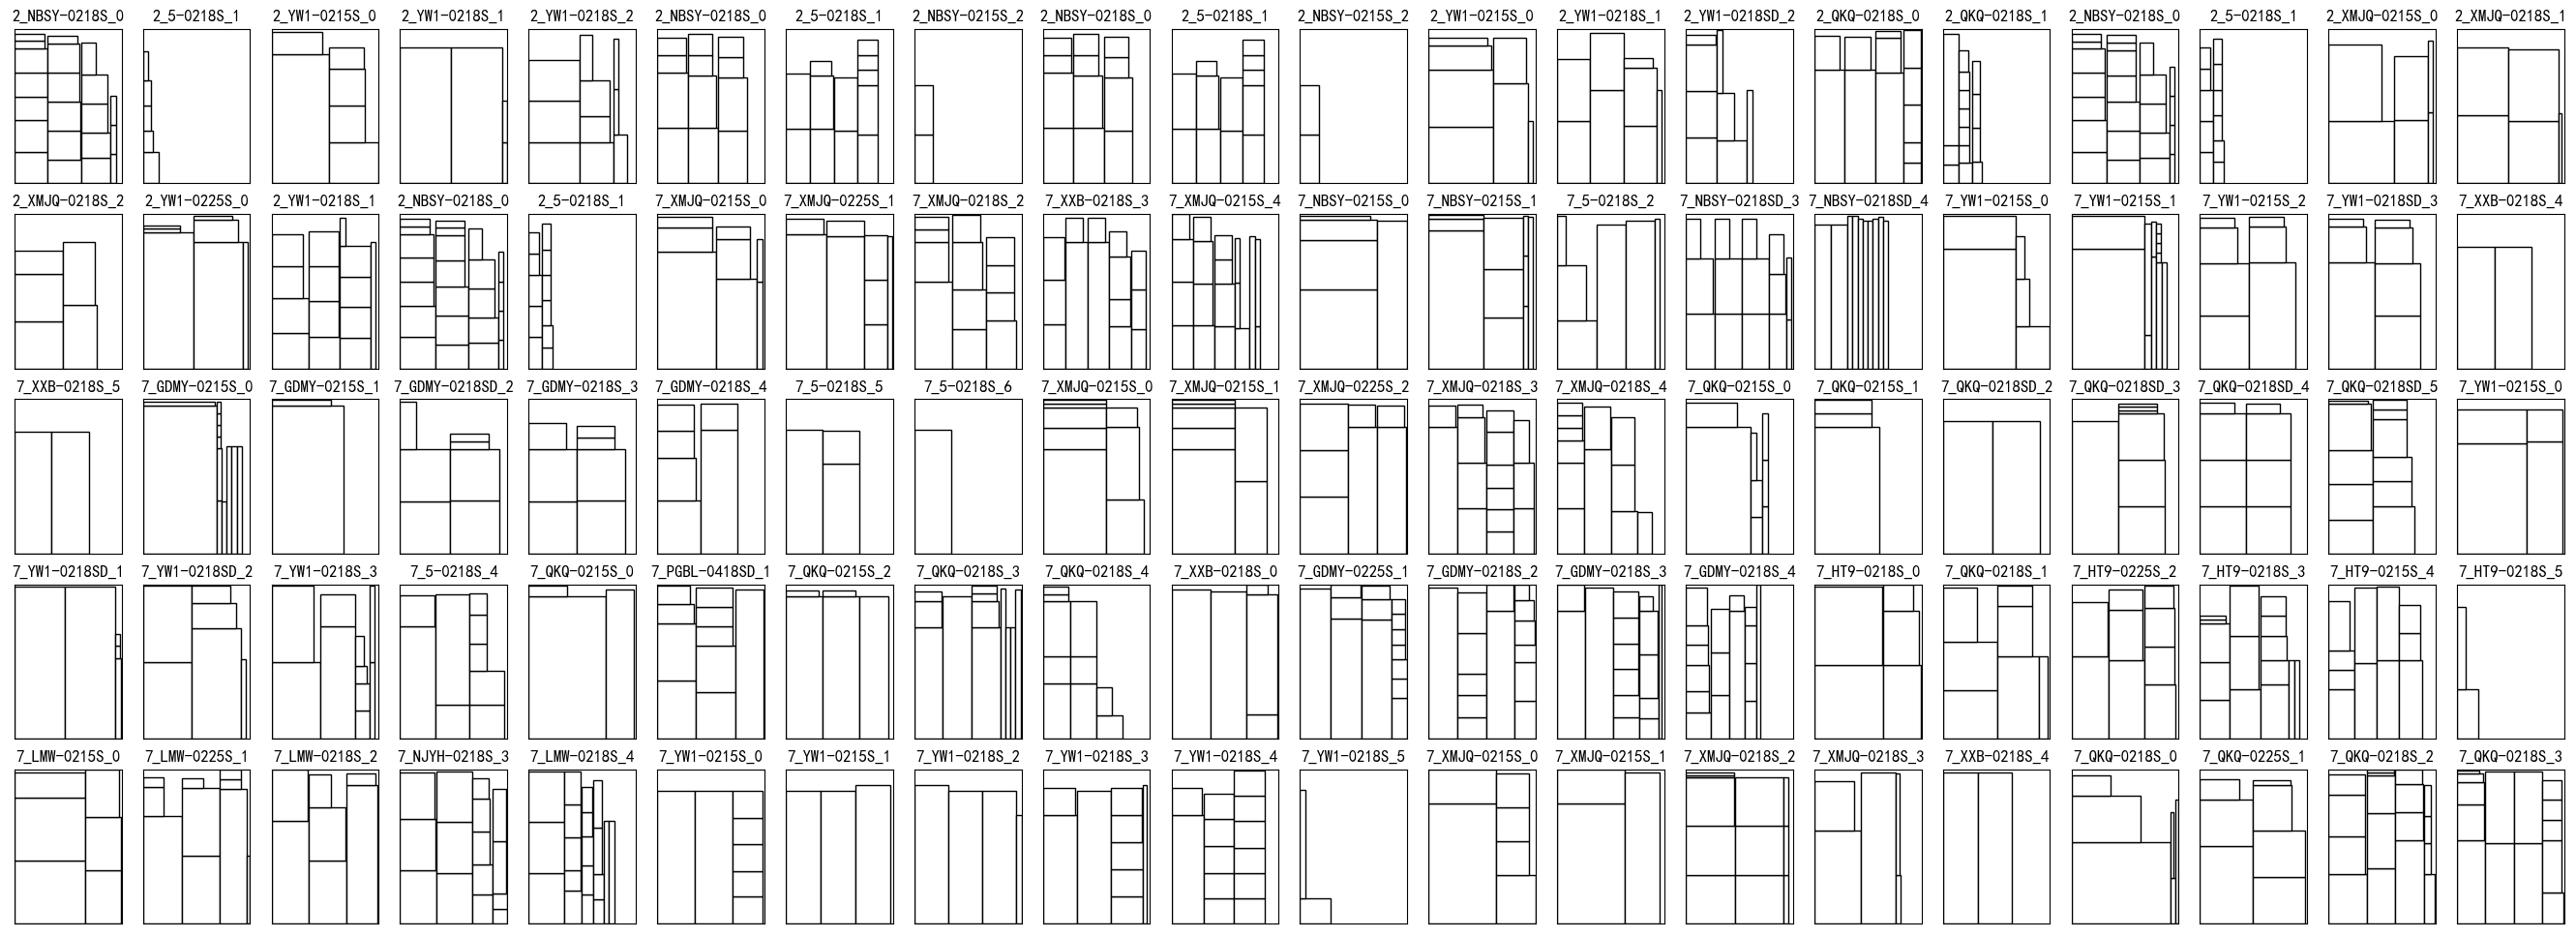 2_NBSY-0218S_0 2_5-0218S_1 2_YW1-0215S_0 2_YW1-0218S_1 2_YW1-0218S_2 2_NBSY-0218S_0 2_5-0218S_1 2_NBSY-0215S_2 2_NBSY-0218S_0 2_5-0218S_1 2_NBSY-0215S_2 2_YW1-0215S_0 2_YW1-0218S_1 2_YW1-0218SD_2 2_QKQ-0218S_0 2_QKQ-0218S_1 2_NBSY-0218S_0 2_5-0218S_1 2_XMJQ-0215S_0 2_XMJQ-0218S_1
2_XMJQ-0218S_2 2_YW1-0225S_0 2_YW1-0218S_1 2_NBSY-0218S_0 2_5-0218S_1 7_XMJQ-0215S_0 7_XMJQ-0225S_1 7_XMJQ-0218S_2 7_XXB-0218S_3 7_XMJQ-0215S_4 7_NBSY-0215S_0 7_NBSY-0215S_1 7_5-0218S_2 7_NBSY-0218SD_3 7_NBSY-0218SD_4 7_YW1-0215S_0 7_YW1-0215S_1 7_YW1-0215S_2 7_YW1-0218SD_3 7_XXB-0218S_4
7_XXB-0218S_5 7_GDMY-0215S_0 7_GDMY-0215S_1 7_GDMY-0218SD_2 7_GDMY-0218S_3 7_GDMY-0218S_4 7_5-0218S_5 7_5-0218S_6 7_XMJQ-0215S_0 7_XMJQ-0215S_1 7_XMJQ-0225S_2 7_XMJQ-0218S_3 7_XMJQ-0218S_4 7_QKQ-0215S_0 7_QKQ-0215S_1 7_QKQ-0218SD_2 7_QKQ-0218SD_3 7_QKQ-0218SD_4 7_QKQ-0218SD_5 7_YW1-0215S_0
7_YW1-0218SD_1 7_YW1-0218SD_2 7_YW1-0218S_3 7_5-0218S_4 7_QKQ-0215S_0 7_PGBL-0418SD_1 7_QKQ-0215S_2 7_QKQ-0218S_3 7_QKQ-0218S_4 7_XXB-0218S_0 7_GDMY-0225S_1 7_GDMY-0218S_2 7_GDMY-0218S_3 7_GDMY-0218S_4 7_HT9-0218S_0 7_QKQ-0218S_1 7_HT9-0225S_2 7_HT9-0218S_3 7_HT9-0215S_4 7_HT9-0218S_5
7_LMW-0215S_0 7_LMW-0225S_1 7_LMW-0218S_2 7_NJYH-0218S_3 7_LMW-0218S_4 7_YW1-0215S_0 7_YW1-0215S_1 7_YW1-0218S_2 7_YW1-0218S_3 7_YW1-0218S_4 7_YW1-0218S_5 7_XMJQ-0215S_0 7_XMJQ-0215S_1 7_XMJQ-0218S_2 7_XMJQ-0218S_3 7_XXB-0218S_4 7_QKQ-0218S_0 7_QKQ-0225S_1 7_QKQ-0218S_2 7_QKQ-0218S_3